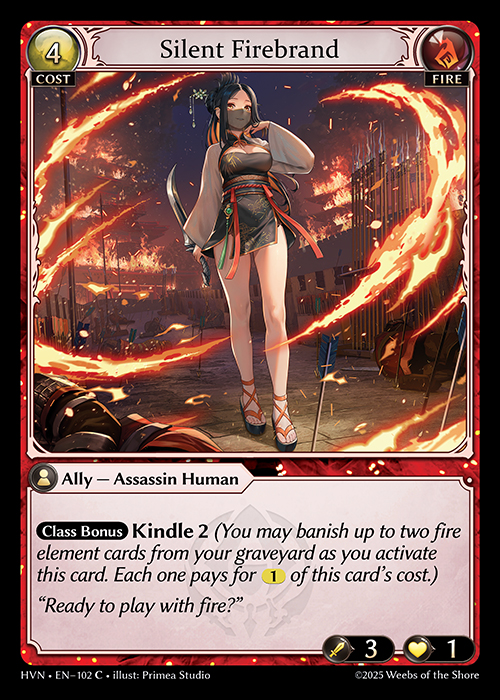 4
Silent Firebrand
COST
FIRE
Ally — Assassin Human
Class Bonus Kindle 2 (You may banish up to two fire
element cards from your graveyard as you activate
this card. Each one pays for 1 of this card's cost.)
"Ready to play with fire?"
3
1
HVN • EN-102 C • illust: Primea Studio
©2025 Weebs of the Shore